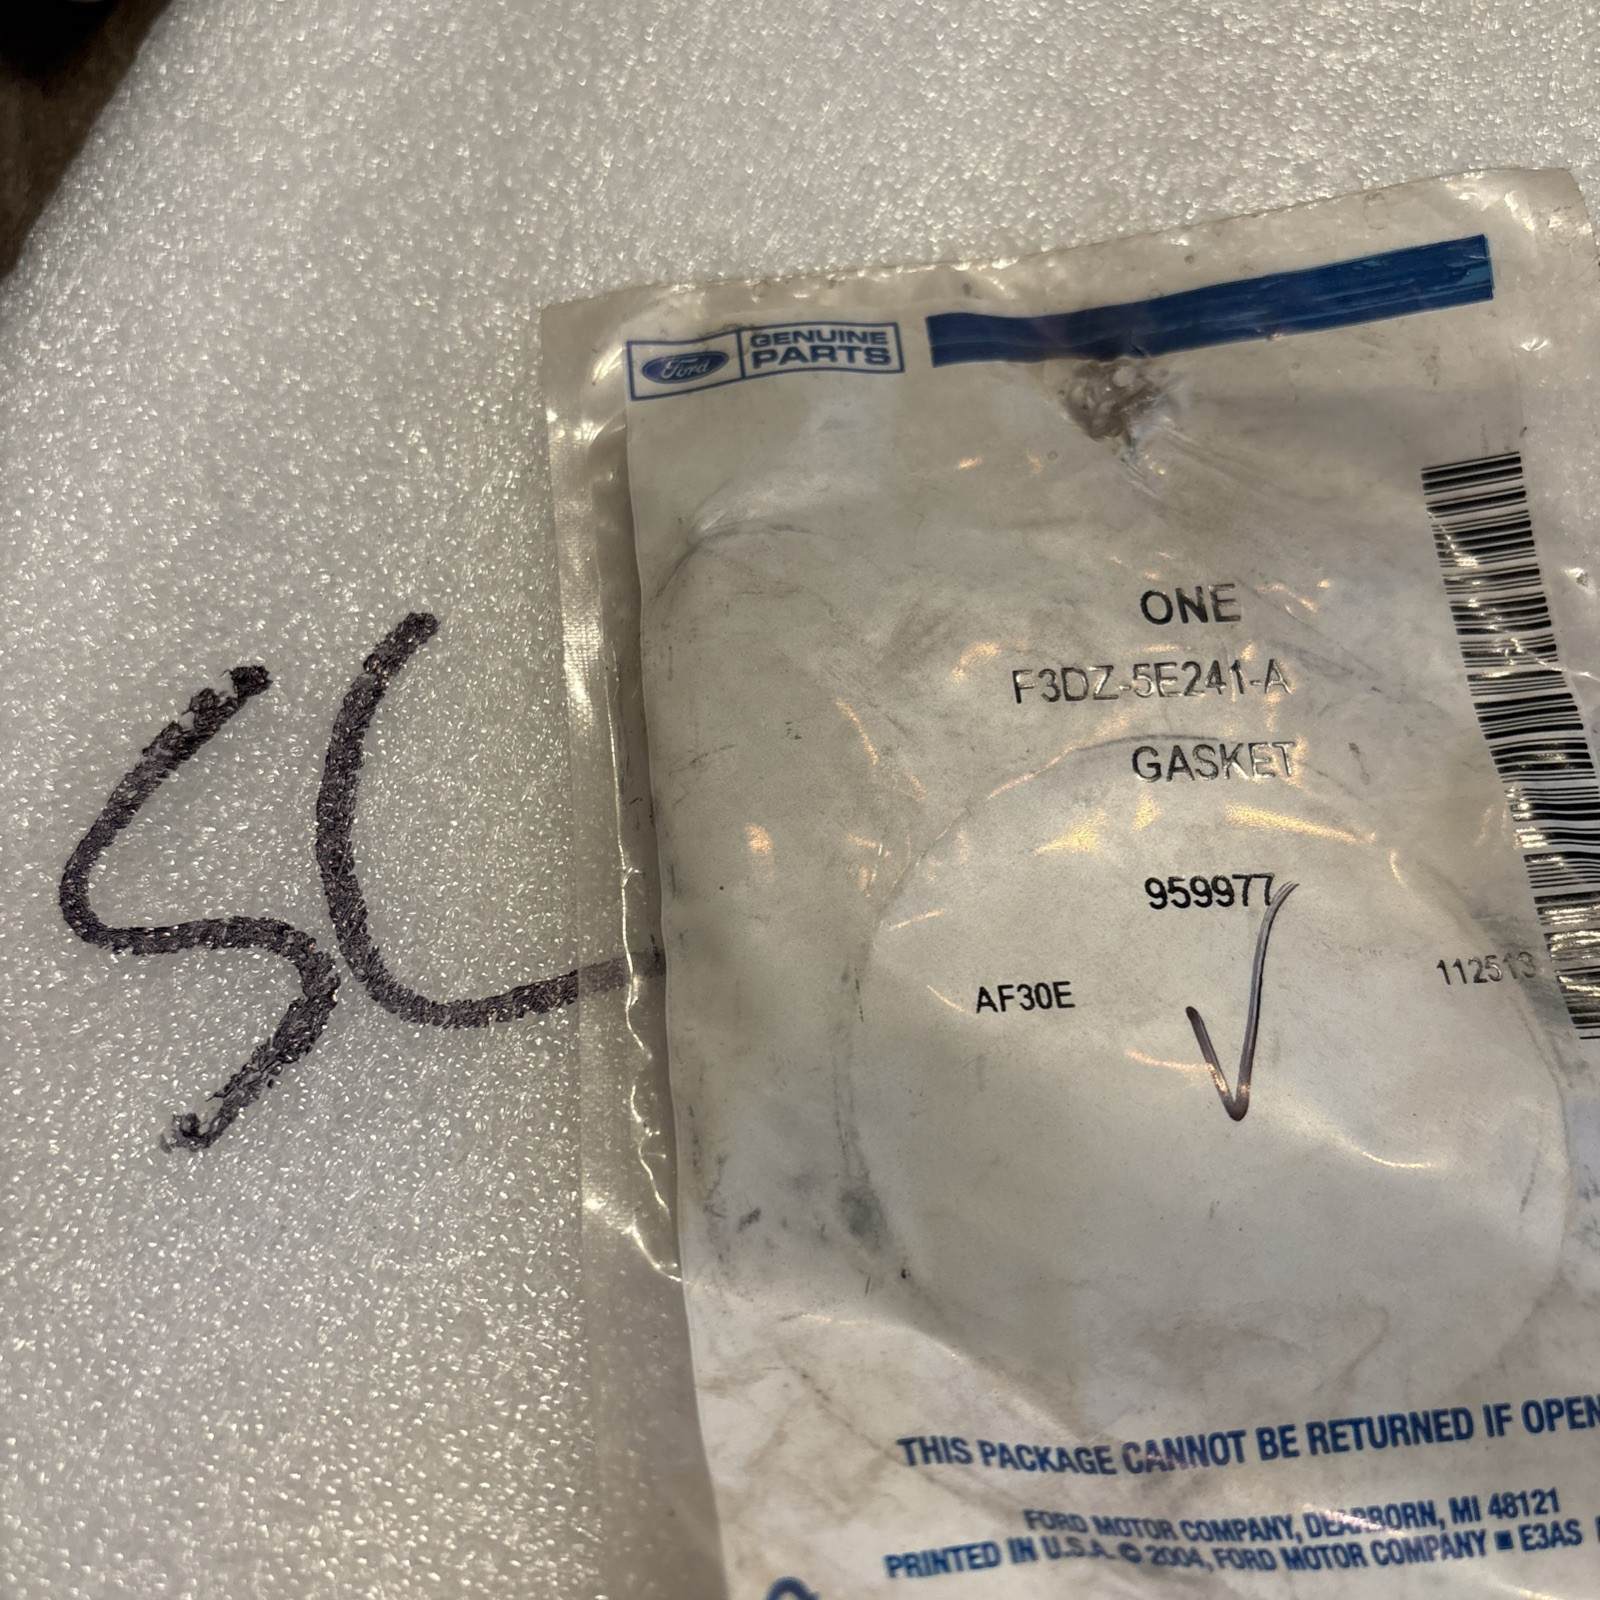 Ford GENUINE PARTS
ONE
F3DZ-5E241-A
GASKET
959977
AF30E
112513
SC
THIS PACKAGE CANNOT BE RETURNED IF OPEN
FORD MOTOR COMPANY, DEARBORN, MI 48121
PRINTED IN U.S.A. © 2004, FORD MOTOR COMPANY ■ E3AS